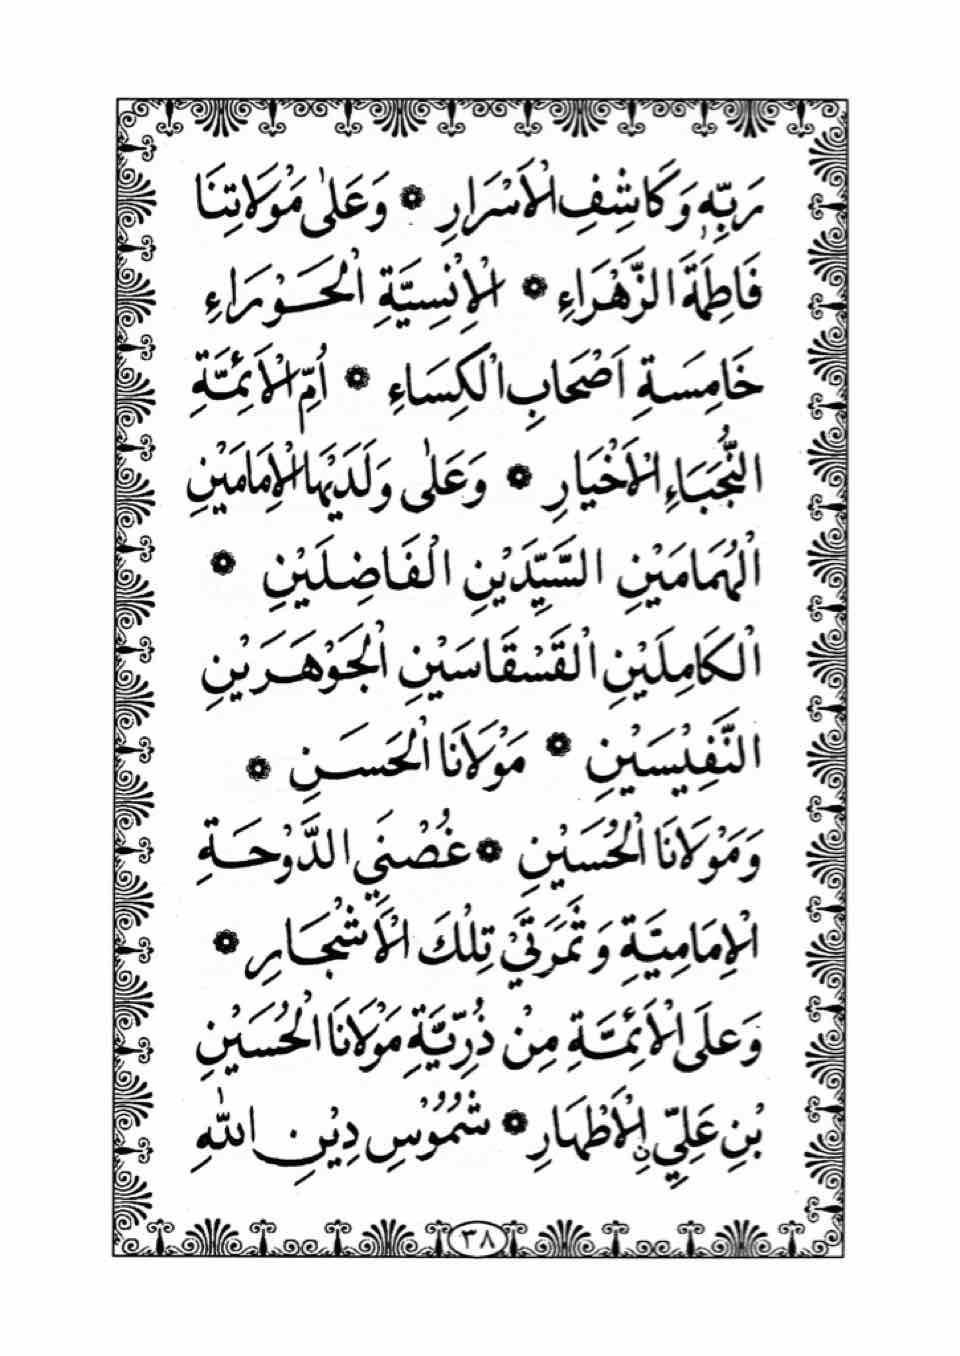 رَبِّهٖ وَكَاشِفِ الْاَسْرَارِ ۞ وَعَلٰى مَوْلَاتِنَا
فَاطِمَةَ الزَّهْرَاءِ ۞ الْاِنْسِيَّةِ الْحَوْرَاءِ
خَامِسَةِ اَصْحَابِ الْكِسَاءِ ۞ اُمِّ الْاَئِمَّةِ
النُّجَبَاءِ الْاَخْيَارِ ۞ وَعَلٰى وَلَدَيْهَا الْاِمَامَيْنِ
الْهُمَامَيْنِ السَّيِّدَيْنِ الْفَاضِلَيْنِ ۞
الْكَامِلَيْنِ الْقَسْقَاسَيْنِ الْجَوْهَرَيْنِ
النَّفِيْسَيْنِ ۞ مَوْلَانَا الْحَسَنِ ۞
وَمَوْلَانَا الْحُسَيْنِ ۞ غُصْنَيِ الدَّوْحَةِ
الْاِمَامِيَّةِ وَثَمَرَتَيْ تِلْكَ الْاَشْجَارِ ۞
وَعَلَى الْاَئِمَّةِ مِنْ ذُرِّيَّةِ مَوْلَانَا الْحُسَيْنِ
بْنِ عَلِيِّ نِ الْاَطْهَارِ ۞ شُمُوْسِ دِيْنِ اللّٰهِ
٣٨